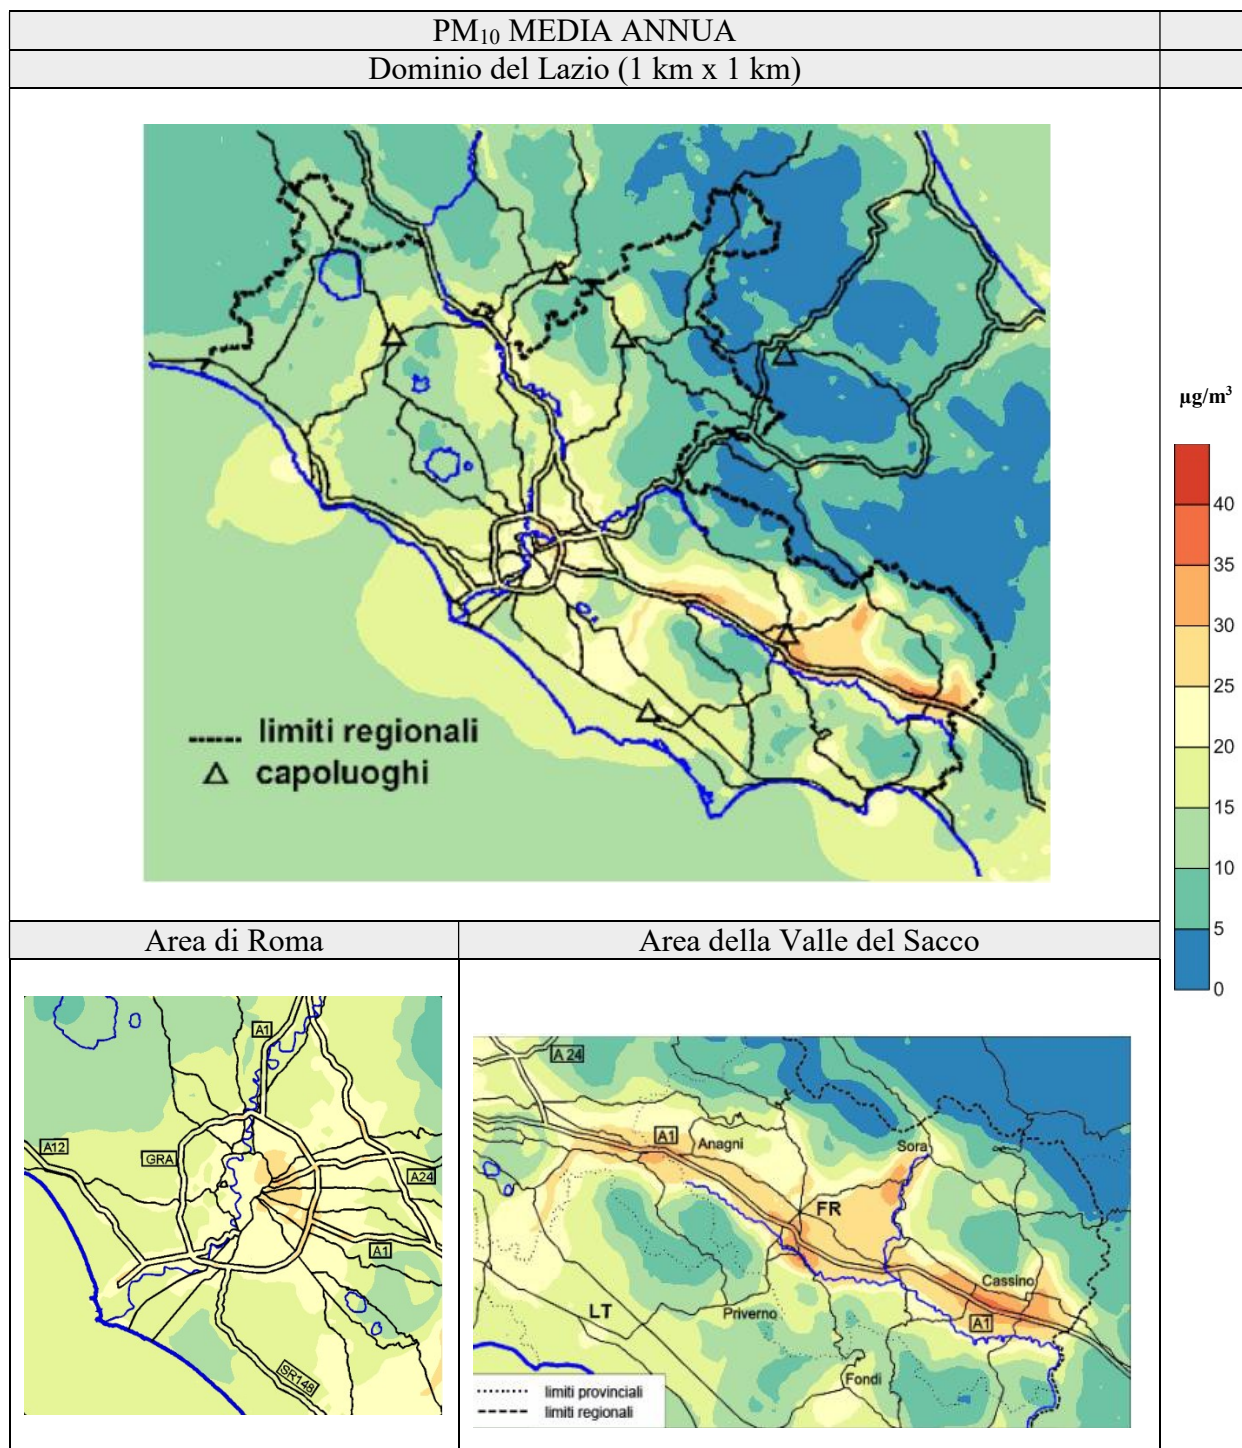 PM₁₀ MEDIA ANNUA
Dominio del Lazio (1 km x 1 km)
limiti regionali
capoluoghi
µg/m³
40
35
30
25
20
15
10
5
0
Area di Roma
Area della Valle del Sacco
A1
A12
GRA
A24
A1
SR148
A 24
A1
Anagni
Sora
FR
Cassino
LT
Priverno
A1
Fondi
limiti provinciali
limiti regionali